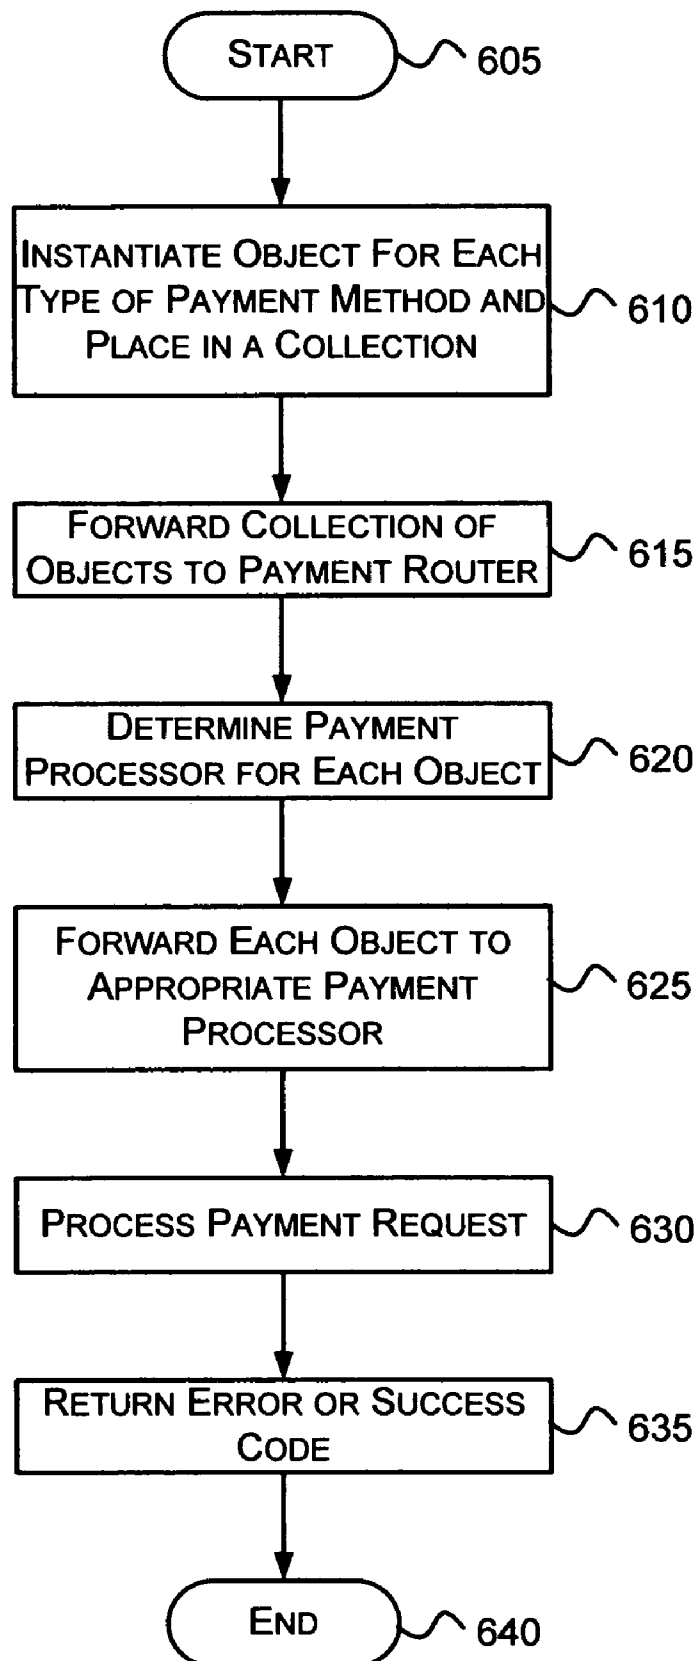 START
605
INSTANTIATE OBJECT FOR EACH
TYPE OF PAYMENT METHOD AND
PLACE IN A COLLECTION
610
FORWARD COLLECTION OF
OBJECTS TO PAYMENT ROUTER
615
DETERMINE PAYMENT
PROCESSOR FOR EACH OBJECT
620
FORWARD EACH OBJECT TO
APPROPRIATE PAYMENT
PROCESSOR
625
PROCESS PAYMENT REQUEST
630
RETURN ERROR OR SUCCESS
CODE
635
END
640